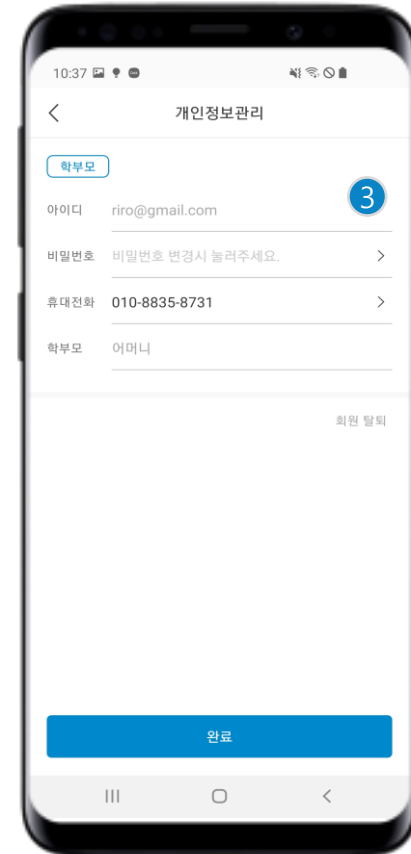 10:37
개인정보관리
학부모
3
아이디 riro@gmail.com
비밀번호 비밀번호 변경시 눌러주세요.
휴대전화 010-8835-8731
학부모 어머니
회원 탈퇴
완료